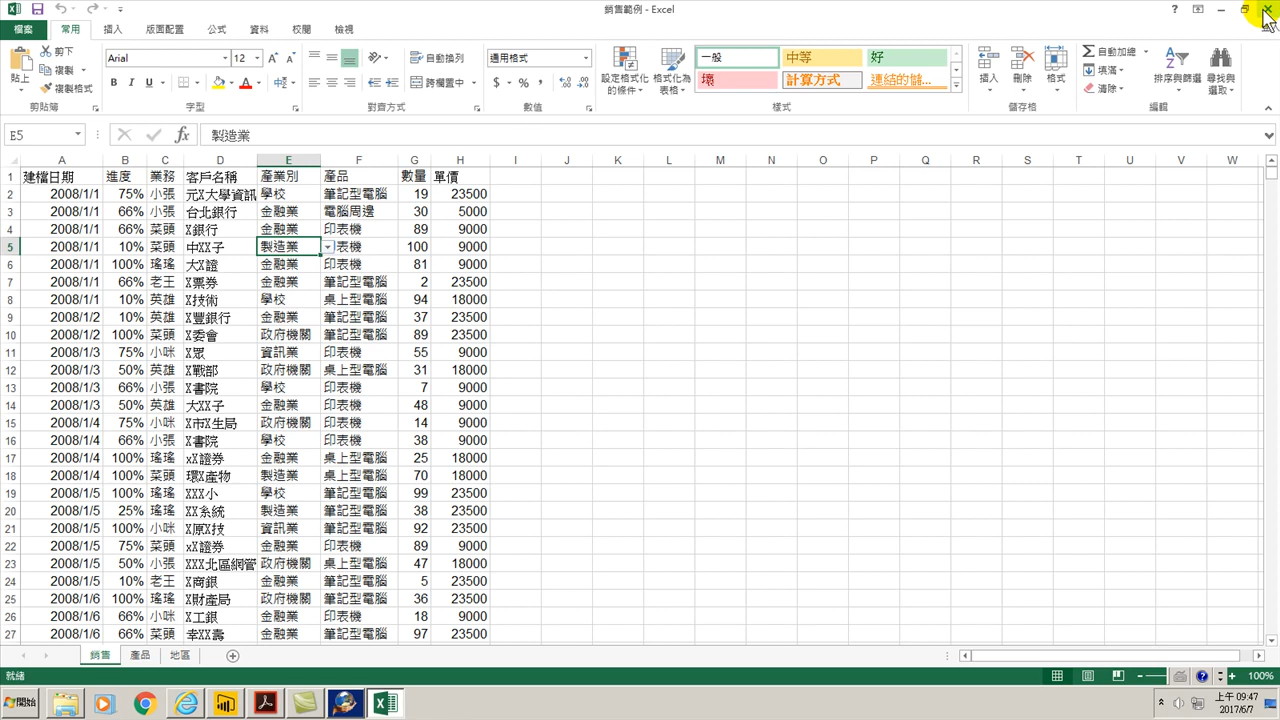 銷售範例 - Excel
檔案 常用 插入 版面配置 公式 資料 校閱 檢視
貼上 剪下 複製 複製格式 剪貼簿
Arial 12 B I U A 字型
自動換列 跨欄置中 對齊方式
通用格式 $ % , 數值
設定格式化的條件 格式化為表格 一般 中等 好 壞 計算方式 連結的儲... 樣式
插入 刪除 格式 儲存格
自動加總 填滿 清除 排序與篩選 尋找與選取 編輯
E5 fx 製造業
A B C D E F G H I J K L M N O P Q R S T U V W
1 建檔日期 進度 業務 客戶名稱 產業別 產品 數量 單價
2 2008/1/1 75% 小張 元X大學資訊 學校 筆記型電腦 19 23500
3 2008/1/1 66% 小張 台北銀行 金融業 電腦周邊 30 5000
4 2008/1/1 66% 菜頭 X銀行 金融業 印表機 89 9000
5 2008/1/1 10% 菜頭 中XX子 製造業 表機 100 9000
6 2008/1/1 100% 瑤瑤 大X證 金融業 印表機 81 9000
7 2008/1/1 66% 老王 X票券 金融業 筆記型電腦 2 23500
8 2008/1/1 10% 英雄 X技術 學校 桌上型電腦 94 18000
9 2008/1/2 10% 英雄 X豐銀行 金融業 筆記型電腦 37 23500
10 2008/1/2 100% 菜頭 X委會 政府機關 筆記型電腦 89 23500
11 2008/1/3 75% 小咪 X眾 資訊業 印表機 55 9000
12 2008/1/3 50% 英雄 X戰部 政府機關 桌上型電腦 31 18000
13 2008/1/3 66% 小張 X書院 學校 印表機 7 9000
14 2008/1/3 50% 英雄 大XX子 金融業 印表機 48 9000
15 2008/1/4 75% 小咪 X市X生局 政府機關 印表機 14 9000
16 2008/1/4 66% 小張 X書院 學校 印表機 38 9000
17 2008/1/4 100% 瑤瑤 xX證券 金融業 桌上型電腦 25 18000
18 2008/1/4 100% 菜頭 環X產物 製造業 桌上型電腦 70 18000
19 2008/1/5 100% 瑤瑤 XXX小 學校 筆記型電腦 99 23500
20 2008/1/5 25% 瑤瑤 XX系統 製造業 筆記型電腦 38 23500
21 2008/1/5 100% 小咪 X原X技 資訊業 筆記型電腦 92 23500
22 2008/1/5 75% 菜頭 xX證券 金融業 印表機 89 9000
23 2008/1/5 50% 小張 XXX北區網管 政府機關 桌上型電腦 47 18000
24 2008/1/5 10% 老王 X商銀 金融業 筆記型電腦 5 23500
25 2008/1/6 100% 瑤瑤 X財產局 政府機關 筆記型電腦 36 23500
26 2008/1/6 66% 小咪 X工銀 金融業 印表機 18 9000
27 2008/1/6 66% 菜頭 幸XX壽 金融業 筆記型電腦 97 23500
銷售 產品 地區
就緒 100%
開始 上午 09:47
2017/6/7